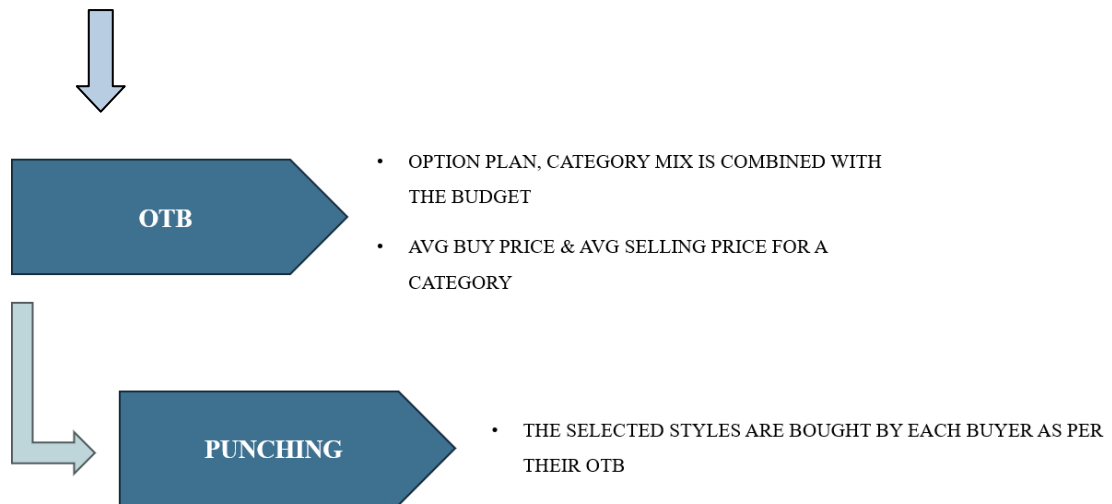 OTB
• OPTION PLAN, CATEGORY MIX IS COMBINED WITH
THE BUDGET
• AVG BUY PRICE & AVG SELLING PRICE FOR A
CATEGORY
PUNCHING
• THE SELECTED STYLES ARE BOUGHT BY EACH BUYER AS PER
THEIR OTB